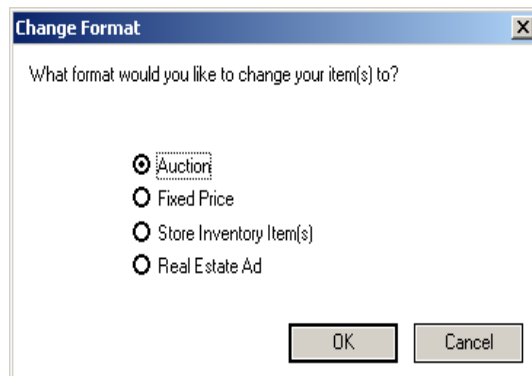 Change Format
What format would you like to change your item(s) to?
Auction
Fixed Price
Store Inventory Item(s)
Real Estate Ad
OK Cancel